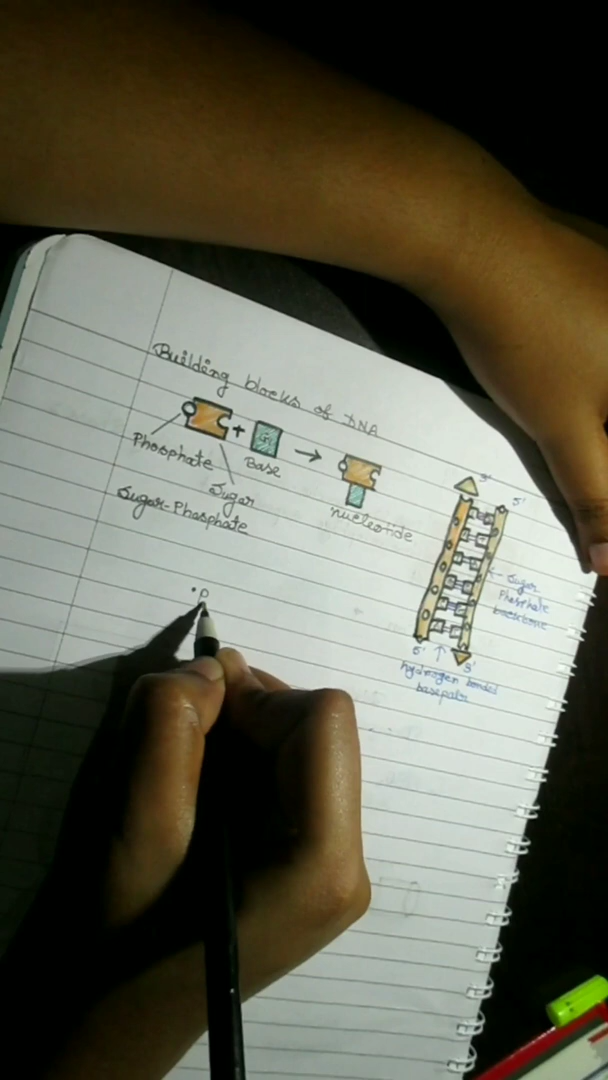 Building blocks of DNA
+ G →
Phosphate
Base
Sugar
Sugar-Phosphate
nucleotide
3'
5'
Sugar
Phosphate
backbone
5'
3'
hydrogen bonded
basepairs